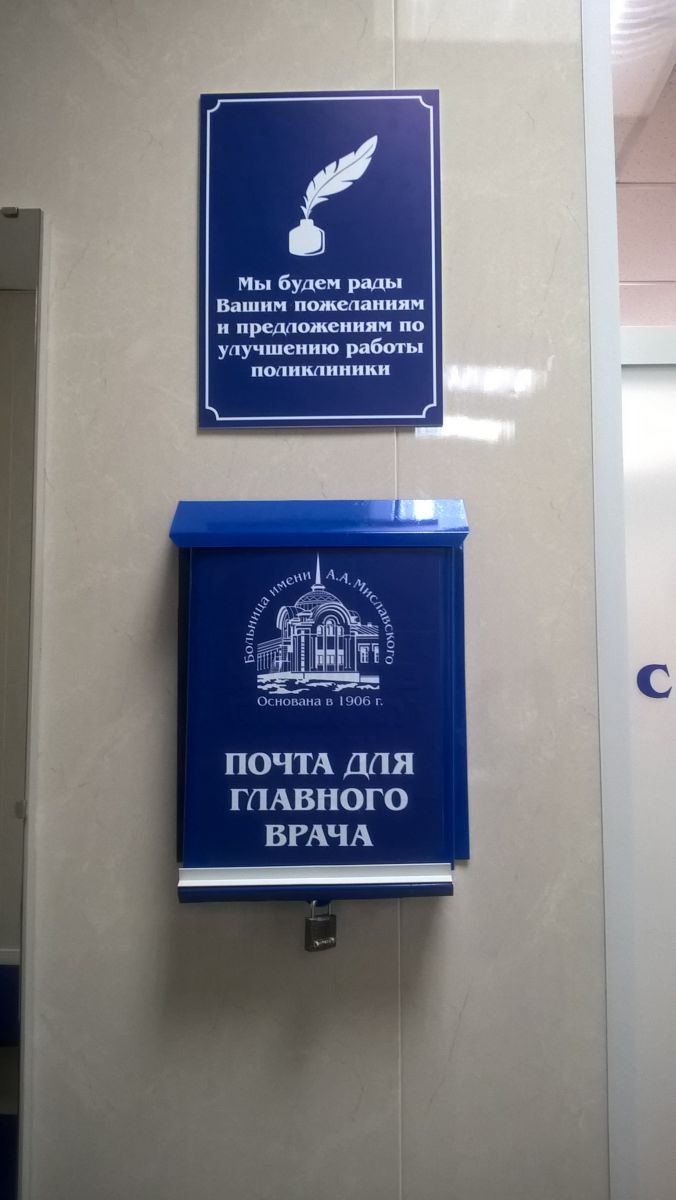 Мы будем рады
Вашим пожеланиям
и предложениям по
улучшению работы
поликлиники
Больница имени А.А. Миславского
Основана в 1906 г.
ПОЧТА ДЛЯ
ГЛАВНОГО
ВРАЧА
С